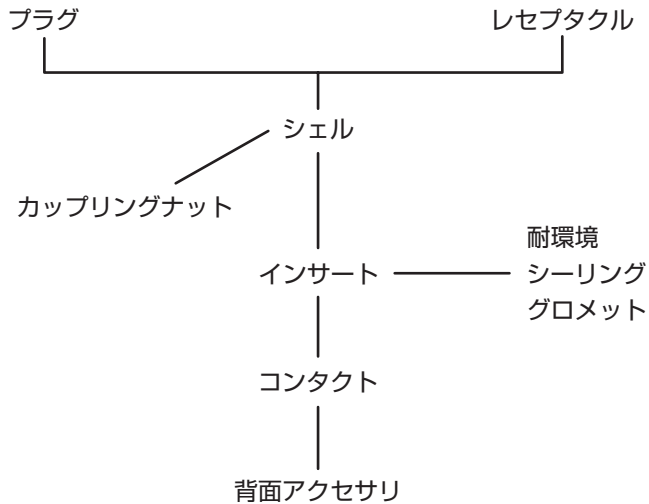 プラグ
レセプタクル
シェル
カップリングナット
インサート
耐環境
シーリング
グロメット
コンタクト
背面アクセサリ